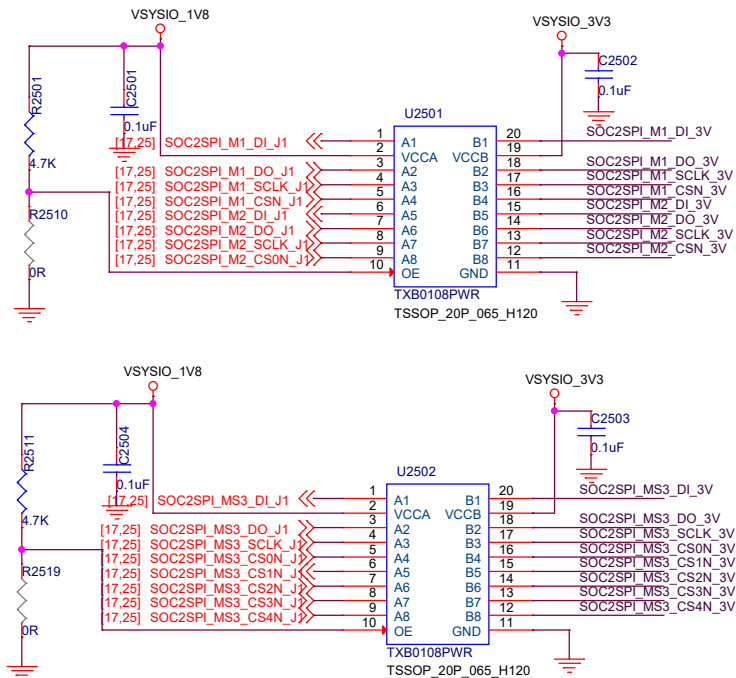 VSYSIO_1V8
VSYSIO_3V3
R2501
4.7K
C2501
0.1uF
C2502
0.1uF
R2510
0R
U2501
[17,25] SOC2SPI_M1_DI_J1 1 A1 B1 20 SOC2SPI_M1_DI_3V
2 VCCA VCCB 19
[17,25] SOC2SPI_M1_DO_J1 3 A2 B2 18 SOC2SPI_M1_DO_3V
[17,25] SOC2SPI_M1_SCLK_J1 4 A3 B3 17 SOC2SPI_M1_SCLK_3V
[17,25] SOC2SPI_M1_CSN_J1 5 A4 B4 16 SOC2SPI_M1_CSN_3V
[17,25] SOC2SPI_M2_DI_J1 6 A5 B5 15 SOC2SPI_M2_DI_3V
[17,25] SOC2SPI_M2_DO_J1 7 A6 B6 14 SOC2SPI_M2_DO_3V
[17,25] SOC2SPI_M2_SCLK_J1 8 A7 B7 13 SOC2SPI_M2_SCLK_3V
[17,25] SOC2SPI_M2_CS0N_J1 9 A8 B8 12 SOC2SPI_M2_CSN_3V
10 OE GND 11
TXB0108PWR
TSSOP_20P_065_H120
VSYSIO_1V8
VSYSIO_3V3
R2511
4.7K
C2504
0.1uF
C2503
0.1uF
R2519
0R
U2502
[17,25] SOC2SPI_MS3_DI_J1 1 A1 B1 20 SOC2SPI_MS3_DI_3V
2 VCCA VCCB 19
[17,25] SOC2SPI_MS3_DO_J1 3 A2 B2 18 SOC2SPI_MS3_DO_3V
[17,25] SOC2SPI_MS3_SCLK_J1 4 A3 B3 17 SOC2SPI_MS3_SCLK_3V
[17,25] SOC2SPI_MS3_CS0N_J1 5 A4 B4 16 SOC2SPI_MS3_CS0N_3V
[17,25] SOC2SPI_MS3_CS1N_J1 6 A5 B5 15 SOC2SPI_MS3_CS1N_3V
[17,25] SOC2SPI_MS3_CS2N_J1 7 A6 B6 14 SOC2SPI_MS3_CS2N_3V
[17,25] SOC2SPI_MS3_CS3N_J1 8 A7 B7 13 SOC2SPI_MS3_CS3N_3V
[17,25] SOC2SPI_MS3_CS4N_J1 9 A8 B8 12 SOC2SPI_MS3_CS4N_3V
10 OE GND 11
TXB0108PWR
TSSOP_20P_065_H120